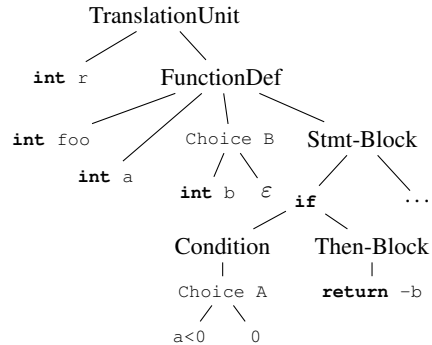 TranslationUnit
int r
FunctionDef
int foo
Choice B
Stmt-Block
int a
int b ε
if
...
Condition
Then-Block
Choice A
return -b
a<0 0